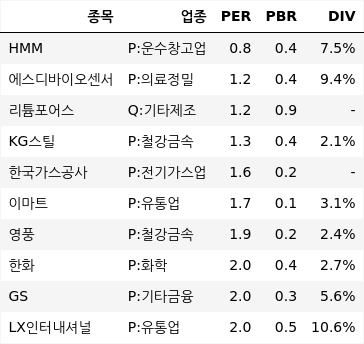 종목 업종 PER PBR DIV
HMM P:운수창고업 0.8 0.4 7.5%
에스디바이오센서 P:의료정밀 1.2 0.4 9.4%
리튬포어스 Q:기타제조 1.2 0.9 -
KG스틸 P:철강금속 1.3 0.4 2.1%
한국가스공사 P:전기가스업 1.6 0.2 -
이마트 P:유통업 1.7 0.1 3.1%
영풍 P:철강금속 1.9 0.2 2.4%
한화 P:화학 2.0 0.4 2.7%
GS P:기타금융 2.0 0.3 5.6%
LX인터내셔널 P:유통업 2.0 0.5 10.6%